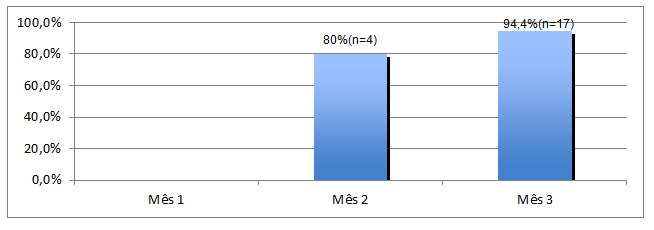 100,0%
80,0%
60,0%
40,0%
20,0%
0,0%
80%(n=4)
94,4%(n=17)
Mês 1
Mês 2
Mês 3